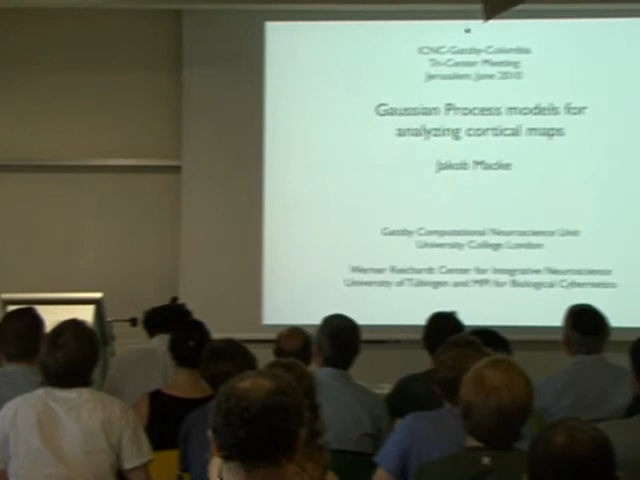 ICNC-Gatsby-Columbia
Tri-Center Meeting
Jerusalem, June 2010
Gaussian Process models for
analyzing cortical maps
Jakob Macke
Gatsby Computational Neuroscience Unit
University College London
Werner Reichardt Center for Integrative Neuroscience
University of Tübingen and MPI for Biological Cybernetics